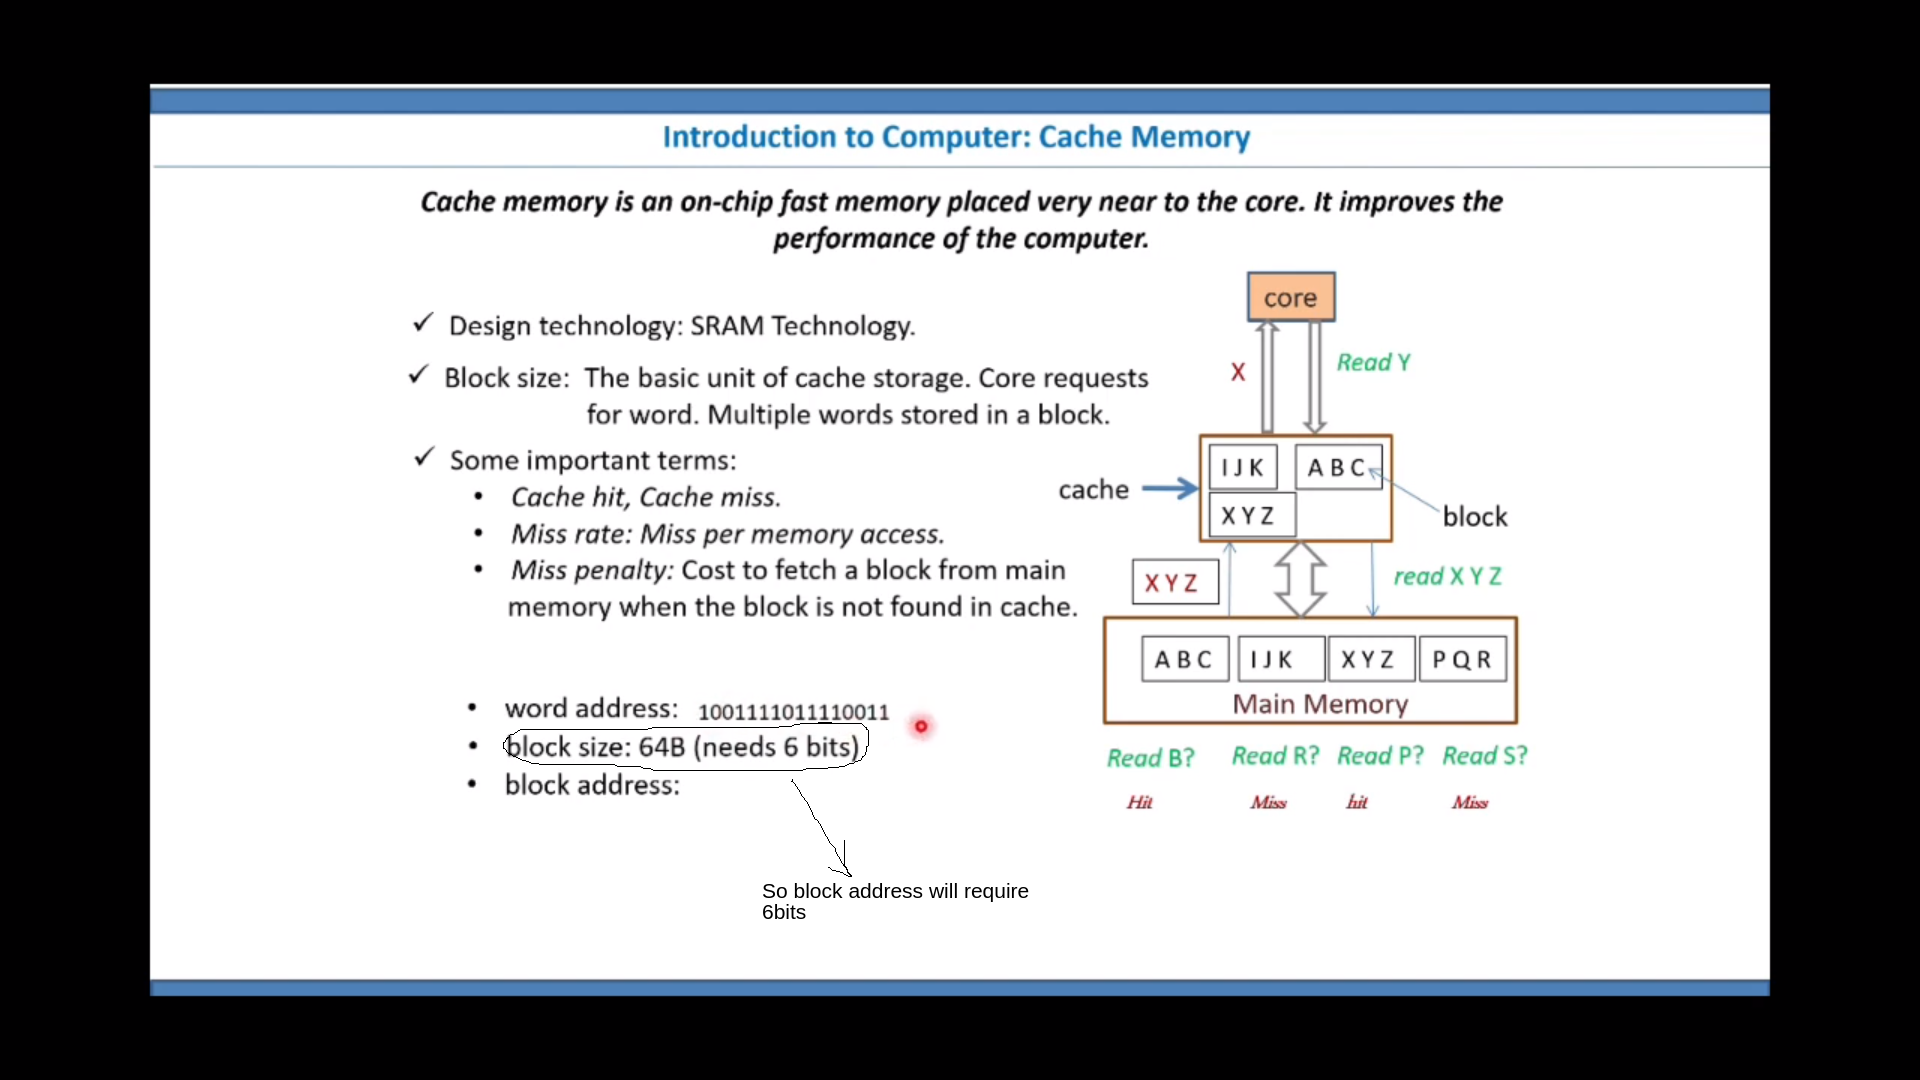 Introduction to Computer: Cache Memory
Cache memory is an on-chip fast memory placed very near to the core. It improves the
performance of the computer.
✓ Design technology: SRAM Technology.
✓ Block size: The basic unit of cache storage. Core requests
for word. Multiple words stored in a block.
✓ Some important terms:
• Cache hit, Cache miss.
• Miss rate: Miss per memory access.
• Miss penalty: Cost to fetch a block from main
memory when the block is not found in cache.
• word address: 1001111011110011
• block size: 64B (needs 6 bits)
• block address:
So block address will require
6bits
core
X
Read Y
I J K
A B C
cache
X Y Z
block
X Y Z
read X Y Z
A B C
I J K
X Y Z
P Q R
Main Memory
Read B? Read R? Read P? Read S?
Hit Miss hit Miss